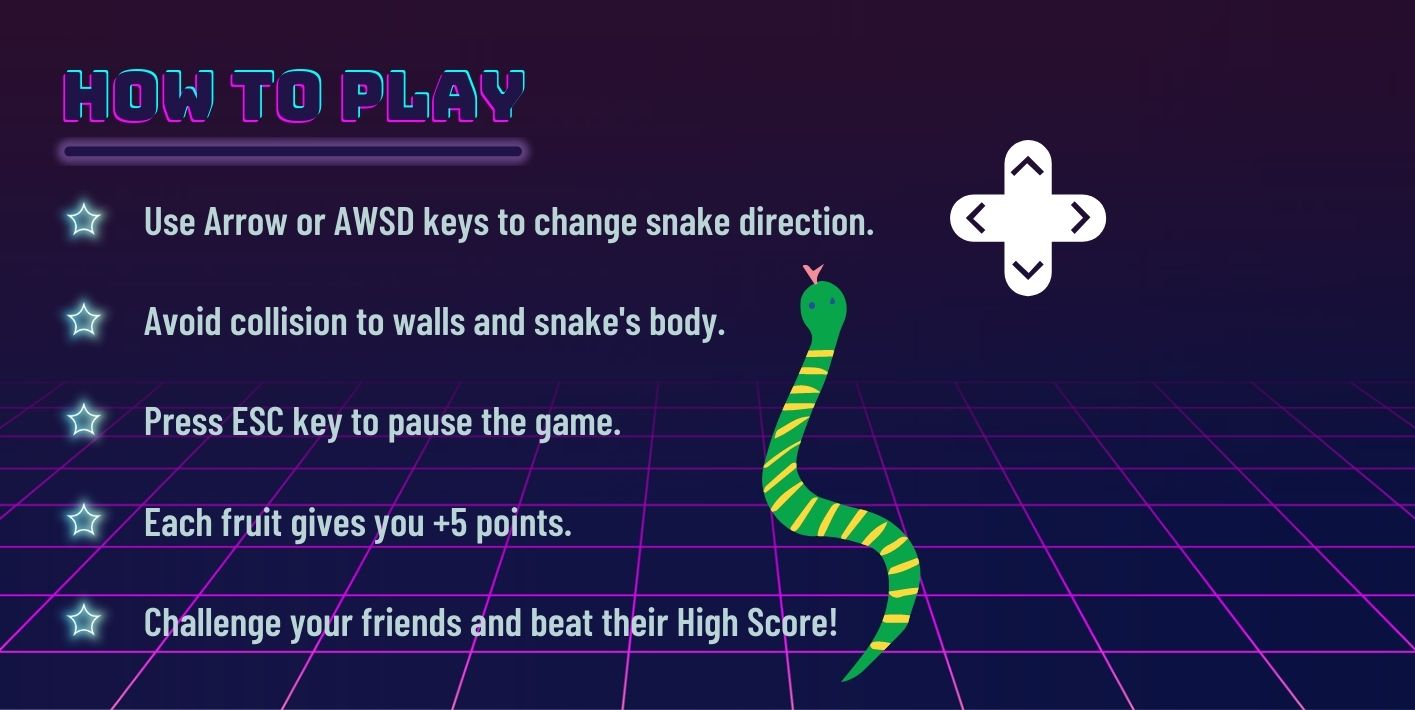 HOW TO PLAY
Use Arrow or AWSD keys to change snake direction.
Avoid collision to walls and snake's body.
Press ESC key to pause the game.
Each fruit gives you +5 points.
Challenge your friends and beat their High Score!